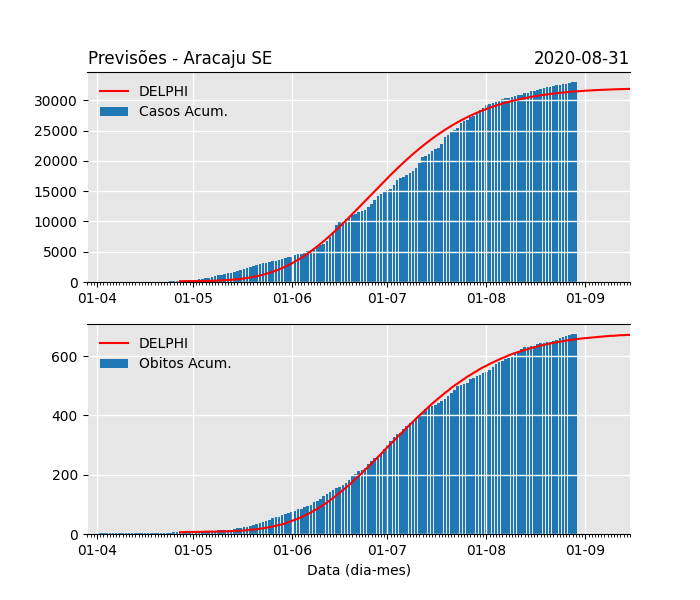 Previsões - Aracaju SE 2020-08-31
DELPHI
Casos Acum.
30000
25000
20000
15000
10000
5000
0
01-04 01-05 01-06 01-07 01-08 01-09
DELPHI
Obitos Acum.
600
400
200
0
01-04 01-05 01-06 01-07 01-08 01-09
Data (dia-mes)